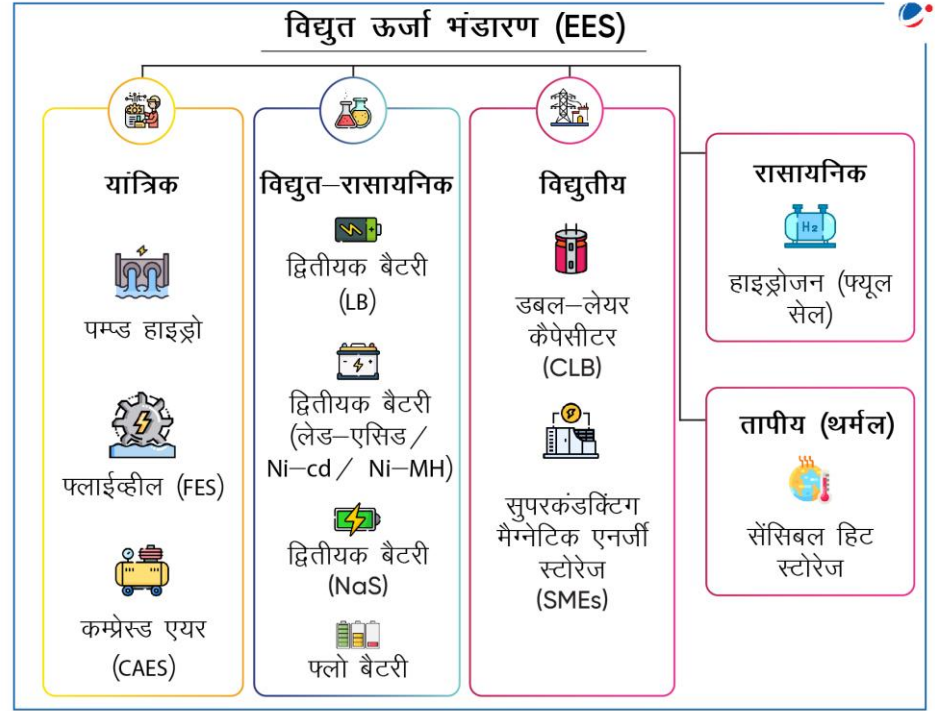 विद्युत ऊर्जा भंडारण (EES)
यांत्रिक
पम्प्ड हाइड्रो
फ्लाईव्हील (FES)
कम्प्रेस्ड एयर
(CAES)
विद्युत–रासायनिक
द्वितीयक बैटरी
(LB)
द्वितीयक बैटरी
(लेड–एसिड /
Ni–cd / Ni–MH)
द्वितीयक बैटरी
(NaS)
फ्लो बैटरी
विद्युतीय
डबल–लेयर
कैपेसीटर
(CLB)
सुपरकंडक्टिंग
मैग्नेटिक एनर्जी
स्टोरेज
(SMEs)
रासायनिक
H₂
हाइड्रोजन (फ्यूल
सेल)
तापीय (थर्मल)
सेंसिबल हिट
स्टोरेज